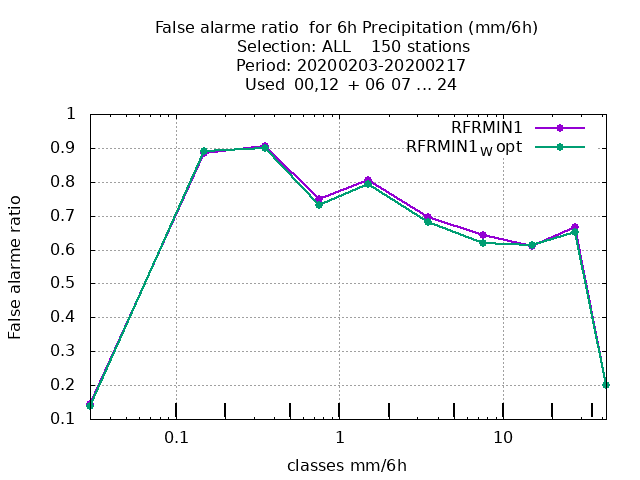 False alarme ratio  for 6h Precipitation (mm/6h)
Selection: ALL    150 stations
Period: 20200203-20200217
Used  00,12  + 06 07 ... 24
RFRMIN1
RFRMIN1W opt
1
0.9
0.8
0.7
0.6
0.5
0.4
0.3
0.2
0.1
False alarme ratio
0.1 1 10
classes mm/6h